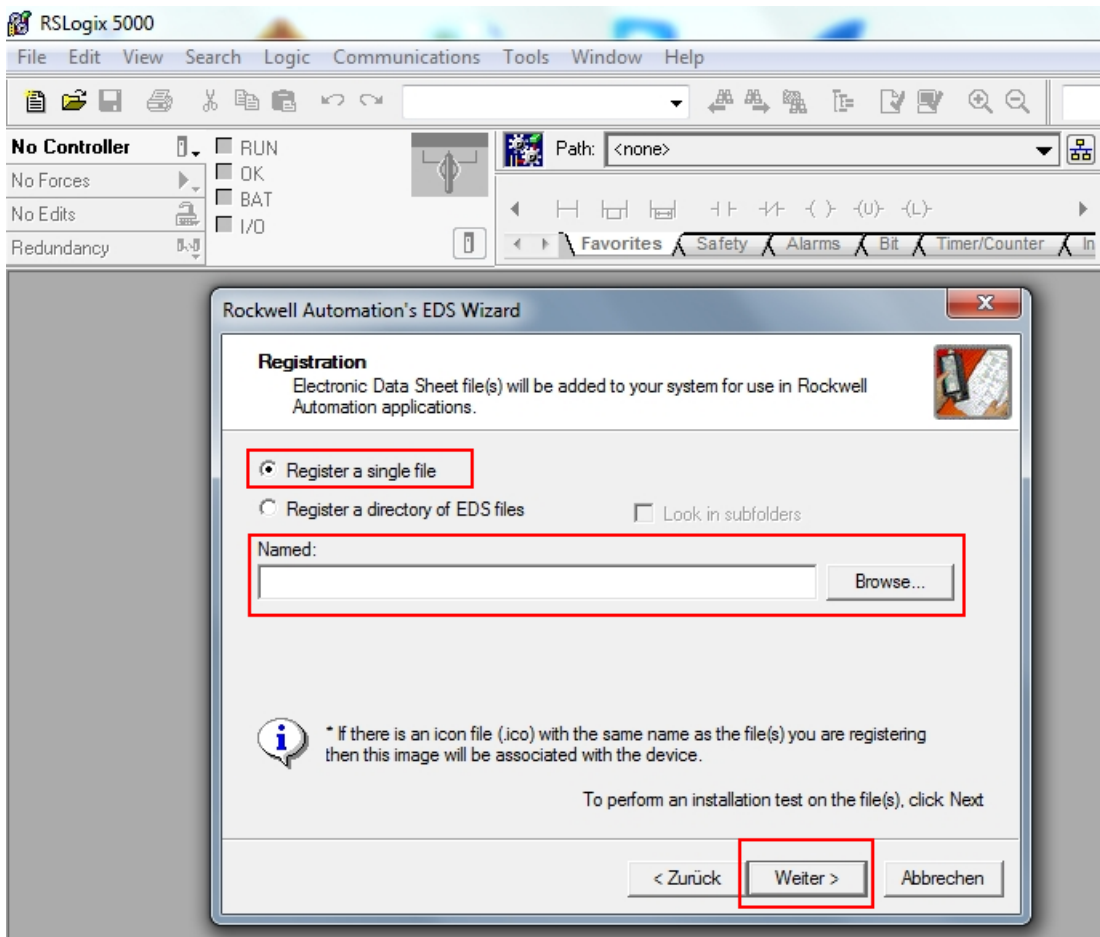 RSLogix 5000
File Edit View Search Logic Communications Tools Window Help
No Controller
RUN
Path: <none>
No Forces
OK
No Edits
BAT
I/O
-(U)- -(L)-
Redundancy
Favorites Safety Alarms Bit Timer/Counter In
Rockwell Automation's EDS Wizard
Registration
Electronic Data Sheet file(s) will be added to your system for use in Rockwell
Automation applications.
Register a single file
Register a directory of EDS files Look in subfolders
Named:
Browse...
* If there is an icon file (.ico) with the same name as the file(s) you are registering
then this image will be associated with the device.
To perform an installation test on the file(s), click Next
< Zurück Weiter > Abbrechen